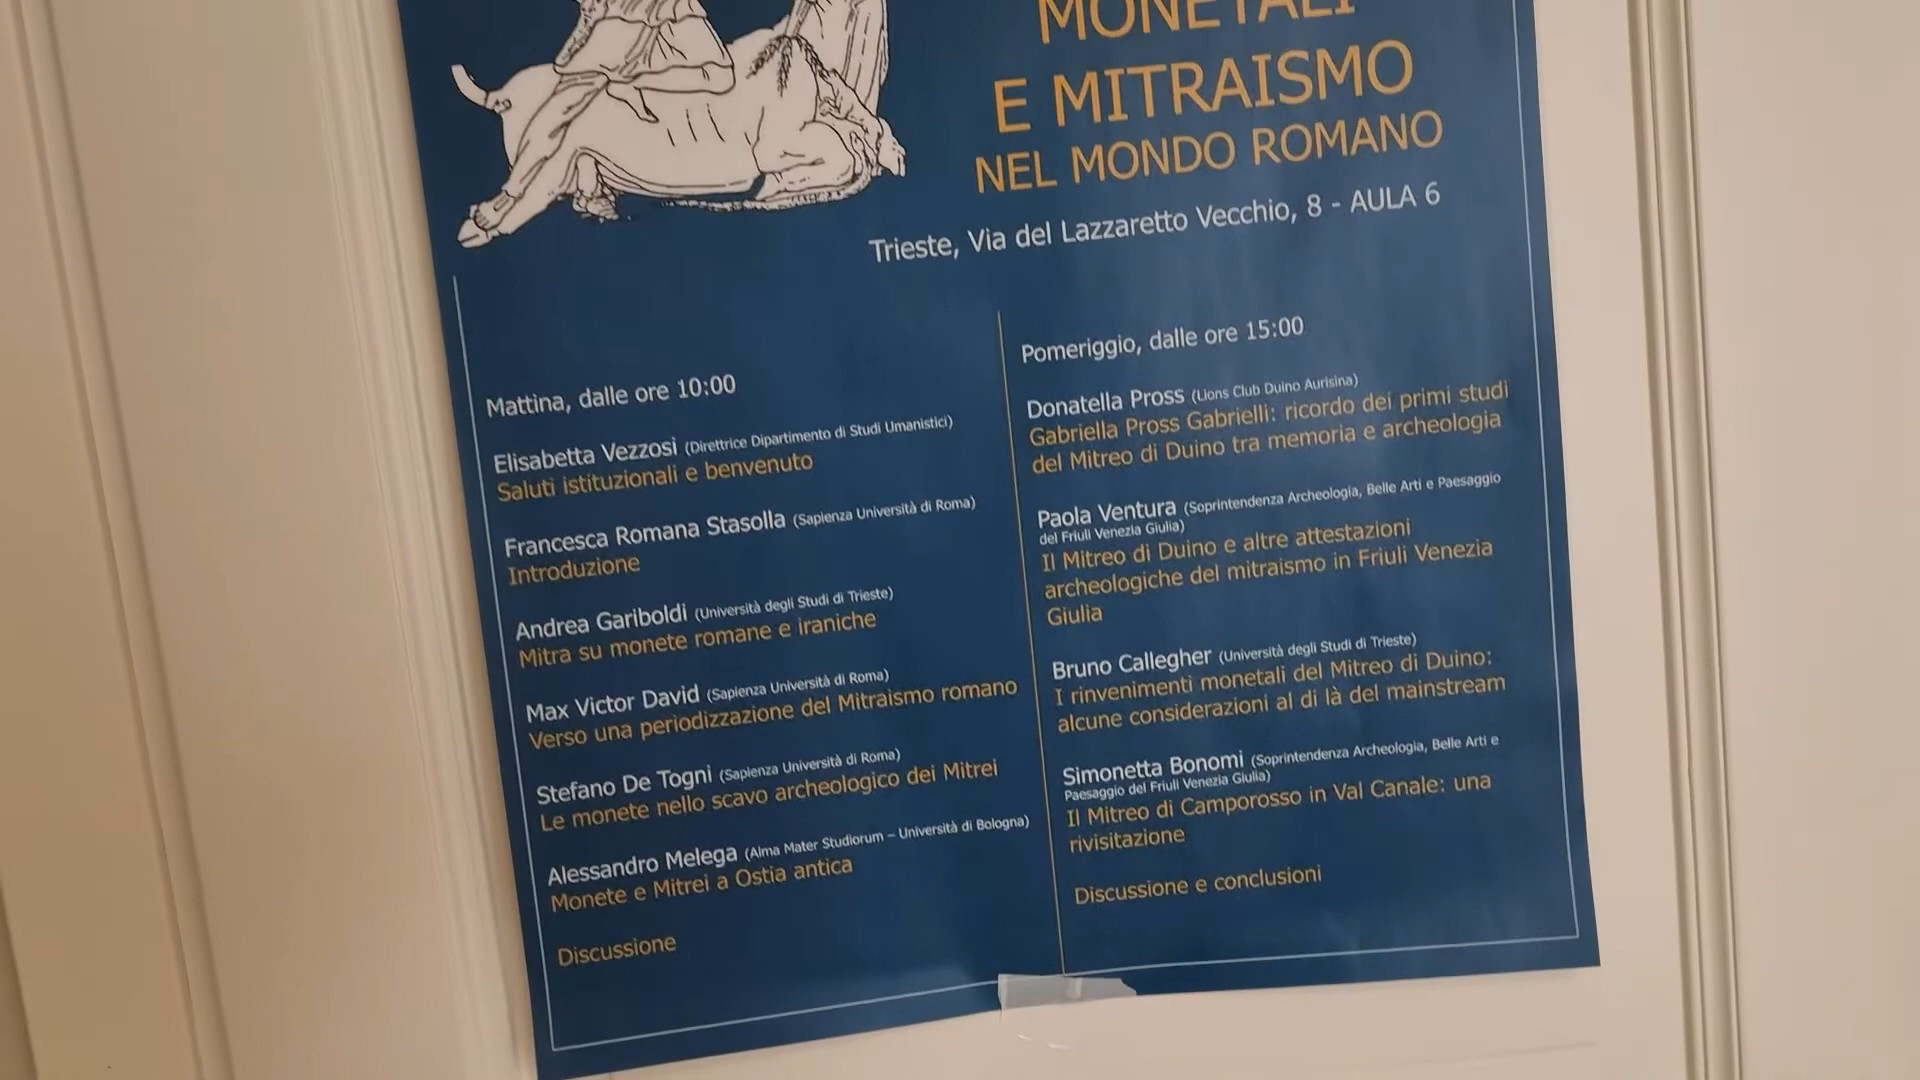 MONETALI
E MITRAISMO
NEL MONDO ROMANO
Trieste, Via del Lazzaretto Vecchio, 8 - AULA 6
Mattina, dalle ore 10:00
Elisabetta Vezzosi (Direttrice Dipartimento di Studi Umanistici)
Saluti istituzionali e benvenuto
Francesca Romana Stasolla (Sapienza Università di Roma)
Introduzione
Andrea Gariboldi (Università degli Studi di Trieste)
Mitra su monete romane e iraniche
Max Victor David (Sapienza Università di Roma)
Verso una periodizzazione del Mitraismo romano
Stefano De Togni (Sapienza Università di Roma)
Le monete nello scavo archeologico dei Mitrei
Alessandro Melega (Alma Mater Studiorum – Università di Bologna)
Monete e Mitrei a Ostia antica
Discussione
Pomeriggio, dalle ore 15:00
Donatella Pross (Lions Club Duino Aurisina)
Gabriella Pross Gabrielli: ricordo dei primi studi
del Mitreo di Duino tra memoria e archeologia
Paola Ventura (Soprintendenza Archeologia, Belle Arti e Paesaggio
del Friuli Venezia Giulia)
Il Mitreo di Duino e altre attestazioni
archeologiche del mitraismo in Friuli Venezia
Giulia
Bruno Callegher (Università degli Studi di Trieste)
I rinvenimenti monetali del Mitreo di Duino:
alcune considerazioni al di là del mainstream
Simonetta Bonomi (Soprintendenza Archeologia, Belle Arti e
Paesaggio del Friuli Venezia Giulia)
Il Mitreo di Camporosso in Val Canale: una
rivisitazione
Discussione e conclusioni